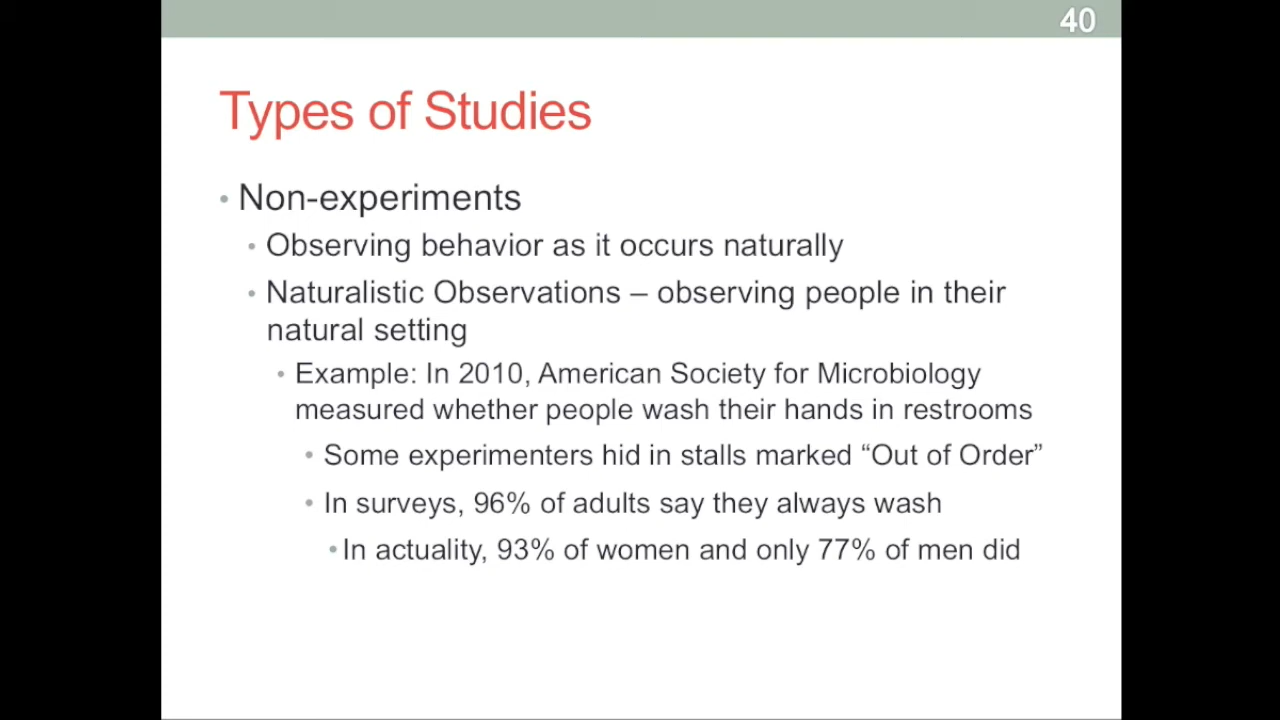 40
Types of Studies
• Non-experiments
• Observing behavior as it occurs naturally
• Naturalistic Observations – observing people in their
natural setting
• Example: In 2010, American Society for Microbiology
measured whether people wash their hands in restrooms
• Some experimenters hid in stalls marked “Out of Order”
• In surveys, 96% of adults say they always wash
• In actuality, 93% of women and only 77% of men did